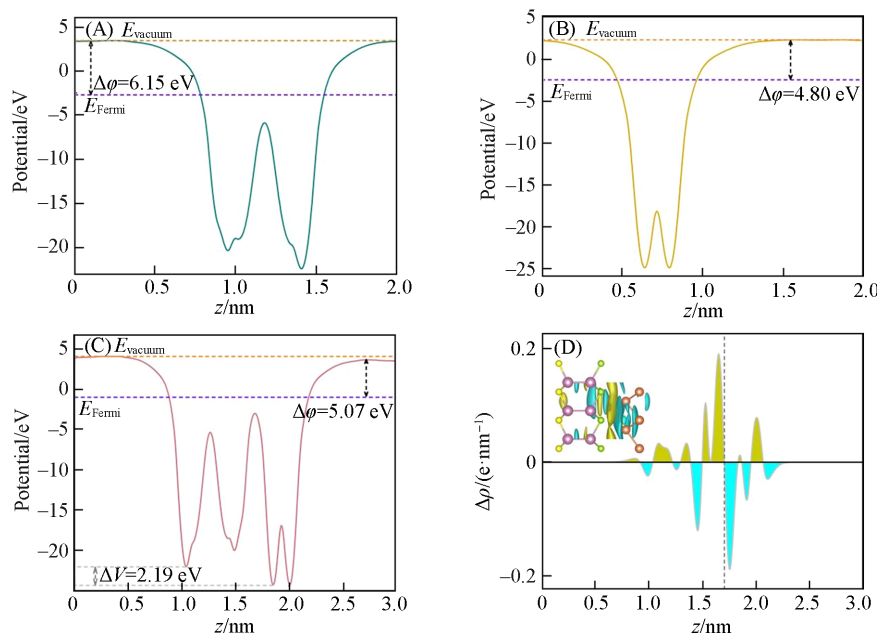 (A)
E_vacuum
Δφ=6.15 eV
E_Fermi
Potential/eV
5
0
−5
−10
−15
−20
0 0.5 1.0 1.5 2.0
z/nm
(B)
E_vacuum
E_Fermi
Δφ=4.80 eV
Potential/eV
5
0
−5
−10
−15
−20
−25
0 0.5 1.0 1.5 2.0
z/nm
(C)
E_vacuum
E_Fermi
Δφ=5.07 eV
ΔV=2.19 eV
Potential/eV
5
0
−5
−10
−15
−20
0 0.5 1.0 1.5 2.0 2.5 3.0
z/nm
(D)
Δρ/(e·nm⁻¹)
0.2
0
−0.2
0 0.5 1.0 1.5 2.0 2.5 3.0
z/nm